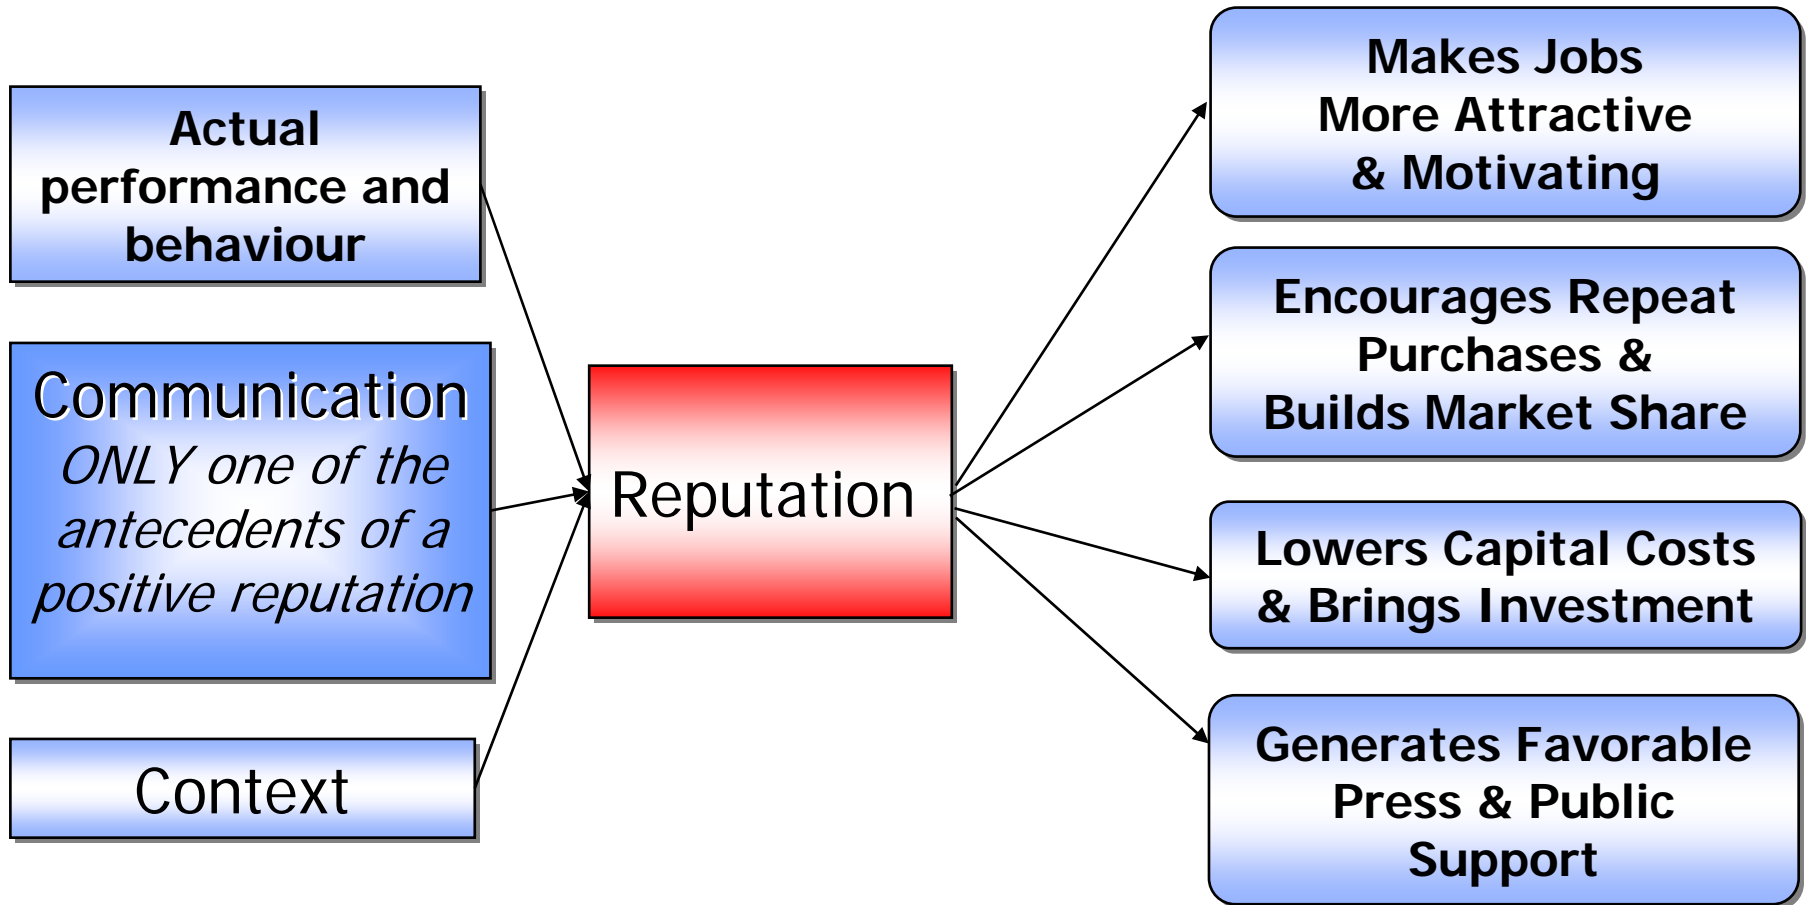 Actual
performance and
behaviour
Communication
ONLY one of the
antecedents of a
positive reputation
Context
Reputation
Makes Jobs
More Attractive
& Motivating
Encourages Repeat
Purchases &
Builds Market Share
Lowers Capital Costs
& Brings Investment
Generates Favorable
Press & Public
Support